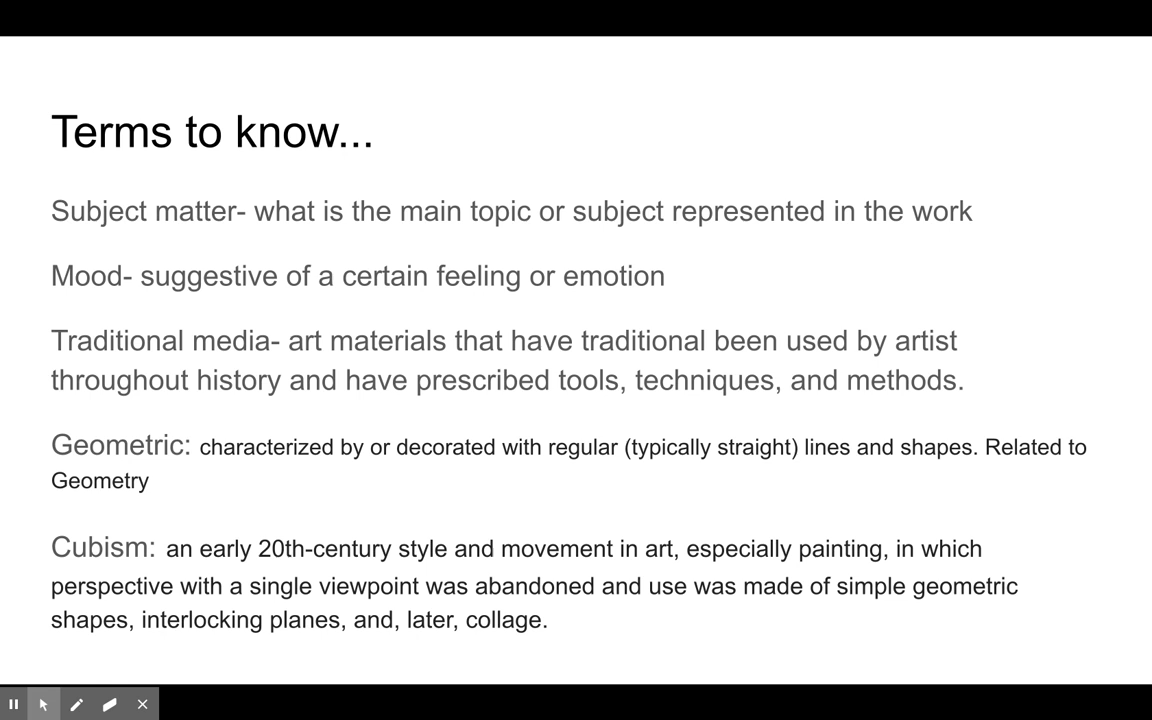 Terms to know...
Subject matter- what is the main topic or subject represented in the work
Mood- suggestive of a certain feeling or emotion
Traditional media- art materials that have traditional been used by artist
throughout history and have prescribed tools, techniques, and methods.
Geometric: characterized by or decorated with regular (typically straight) lines and shapes. Related to
Geometry
Cubism: an early 20th-century style and movement in art, especially painting, in which
perspective with a single viewpoint was abandoned and use was made of simple geometric
shapes, interlocking planes, and, later, collage.